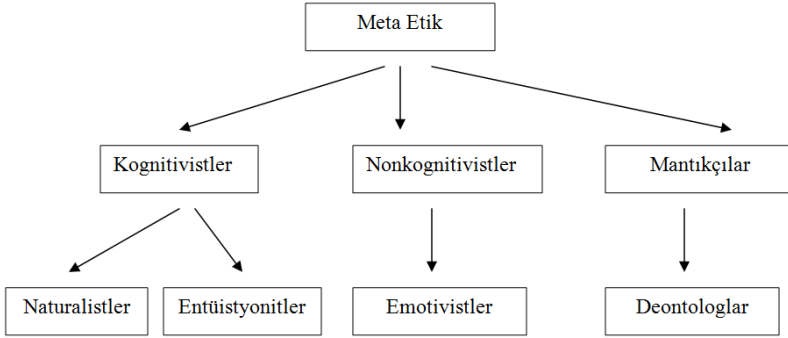 Meta Etik
Kognitivistler
Nonkognitivistler
Mantıkçılar
Naturalistler
Entüistyonitler
Emotivistler
Deontologlar